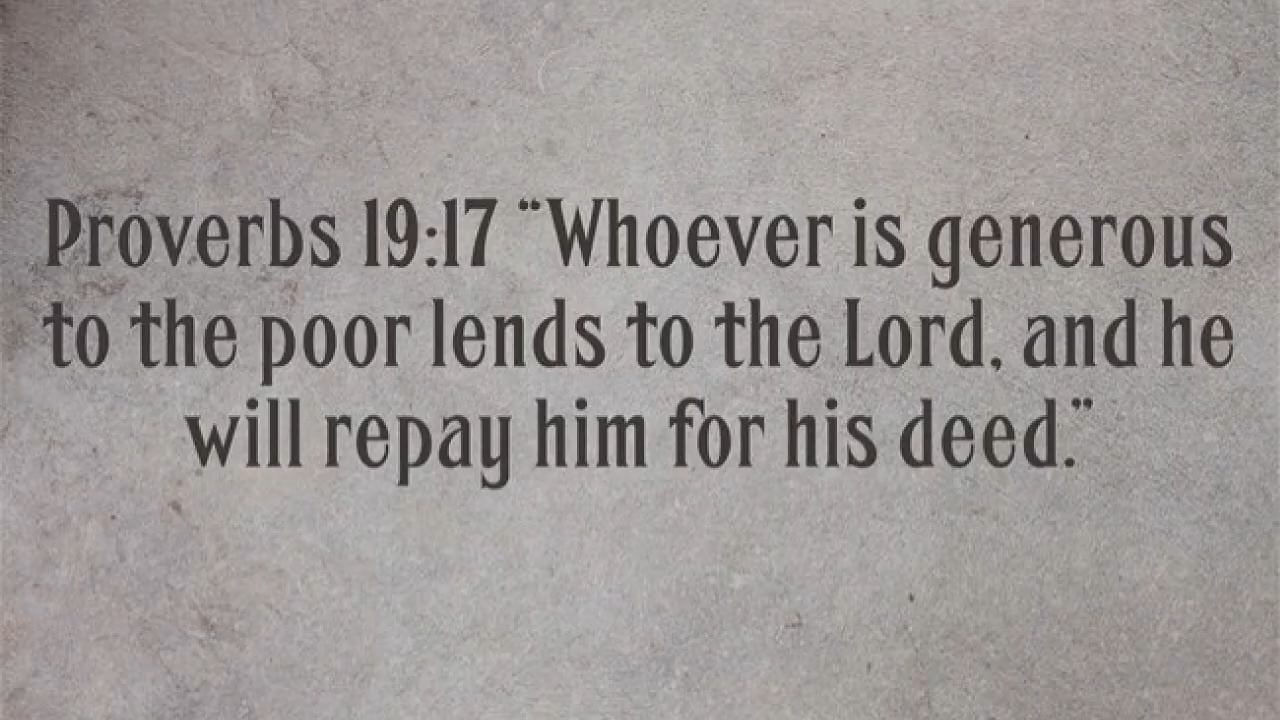 Proverbs 19:17 “Whoever is generous
to the poor lends to the Lord, and he
will repay him for his deed.”